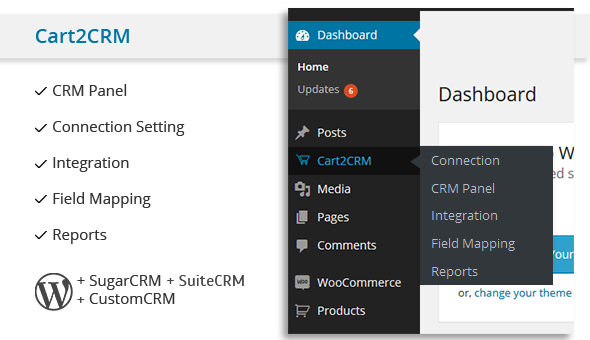 Cart2CRM
CRM Panel
Connection Setting
Integration
Field Mapping
Reports
+ SugarCRM + SuiteCRM
+ CustomCRM
Dashboard
Home
Updates 6
Posts
Cart2CRM
Media
Pages
Comments
WOO WooCommerce
Products
Connection
CRM Panel
Integration
Field Mapping
Reports
Dashboard
W
Your
or, change your theme